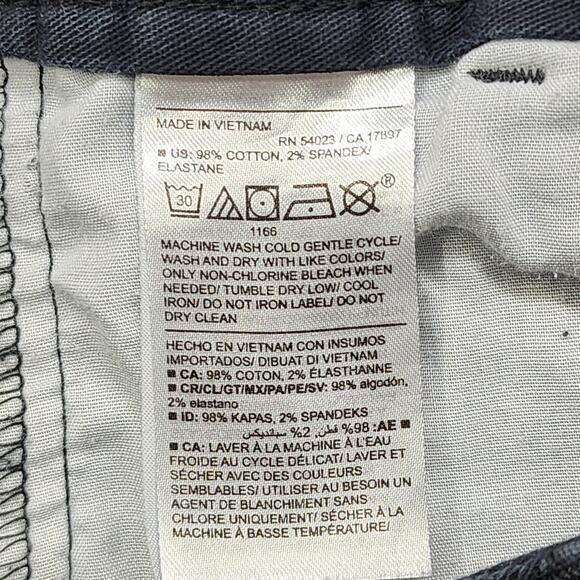 MADE IN VIETNAM
RN 54023 / CA 17897
■ US: 98% COTTON, 2% SPANDEX/
ELASTANE
30
®
1166
MACHINE WASH COLD GENTLE CYCLE/
WASH AND DRY WITH LIKE COLORS/
ONLY NON-CHLORINE BLEACH WHEN
NEEDED/ TUMBLE DRY LOW/ COOL
IRON/ DO NOT IRON LABEL/ DO NOT
DRY CLEAN
HECHO EN VIETNAM CON INSUMOS
IMPORTADOS/ DIBUAT DI VIETNAM
■ CA: 98% COTON, 2% ÉLASTHANNE
■ CR/CL/GT/MX/PA/PE/SV: 98% algodón,
2% elastano
■ ID: 98% KAPAS, 2% SPANDEKS
■ AE: 98% قطن, 2% سباندیکس
■ CA: LAVER À LA MACHINE À L'EAU
FROIDE AU CYCLE DÉLICAT/ LAVER ET
SÉCHER AVEC DES COULEURS
SEMBLABLES/ UTILISER AU BESOIN UN
AGENT DE BLANCHIMENT SANS
CHLORE UNIQUEMENT/ SÉCHER À LA
MACHINE À BASSE TEMPÉRATURE/